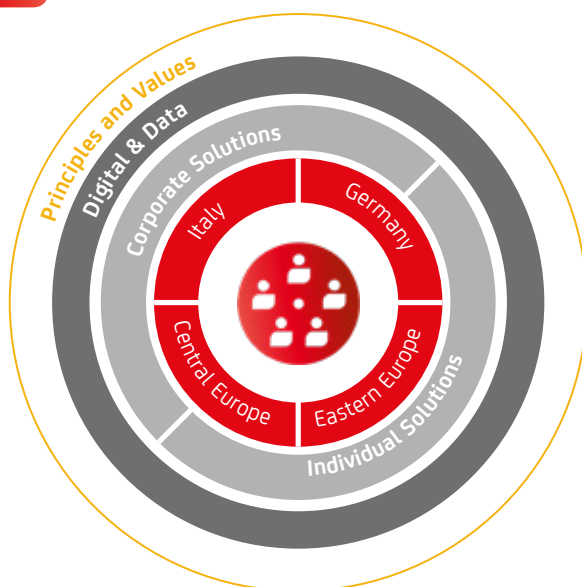 Principles and Values
Digital & Data
Corporate Solutions
Italy
Germany
Central Europe
Eastern Europe
Individual Solutions